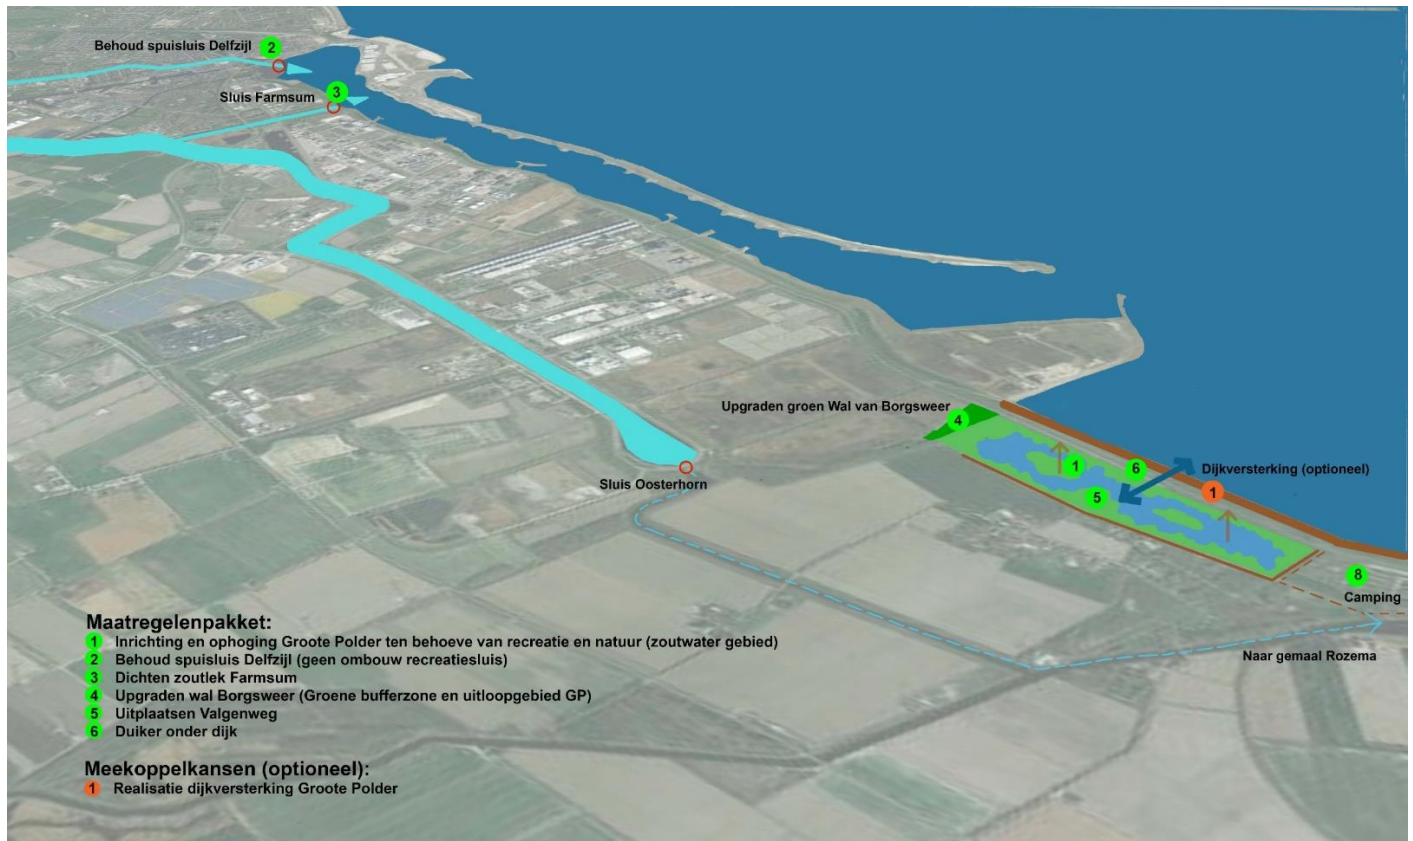 Behoud spuisluis Delfzijl 2
Sluis Farmsum 3
Upgraden groen Wal van Borgsweer
4
1
6
Dijkversterking (optioneel)
5
1
Sluis Oosterhorn
8
Camping
Naar gemaal Rozema
Maatregelenpakket:
1 Inrichting en ophoging Groote Polder ten behoeve van recreatie en natuur (zoutwater gebied)
2 Behoud spuisluis Delfzijl (geen ombouw recreatiesluis)
3 Dichten zoutlek Farmsum
4 Upgraden wal Borgsweer (Groene bufferzone en uitloopgebied GP)
5 Uitplaatsen Valgenweg
6 Duiker onder dijk
Meekoppelkansen (optioneel):
1 Realisatie dijkversterking Groote Polder